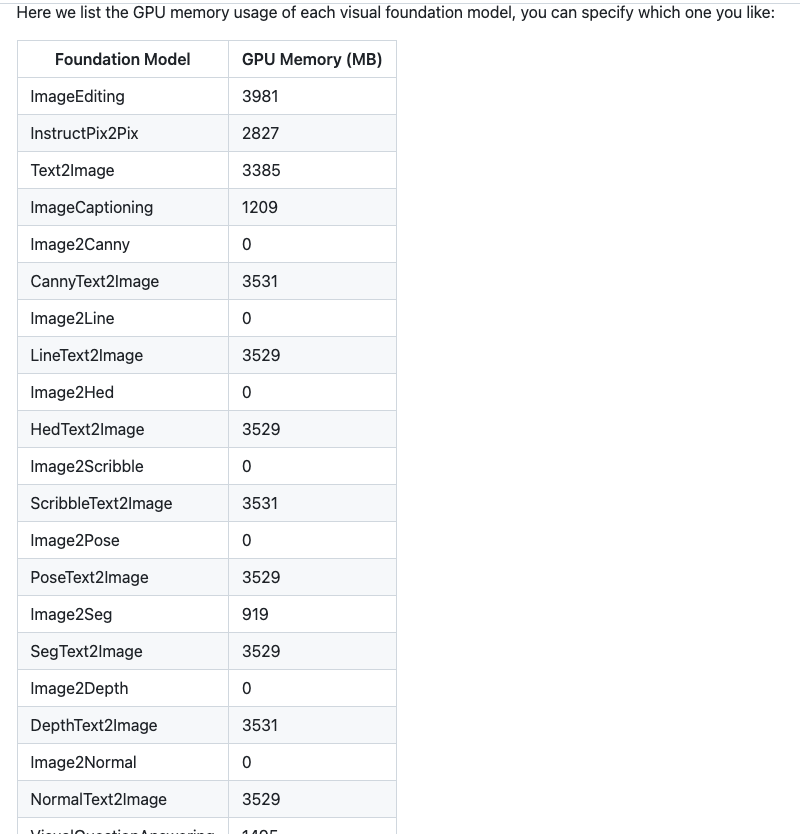 Here we list the GPU memory usage of each visual foundation model, you can specify which one you like:
Foundation Model GPU Memory (MB)
ImageEditing 3981
InstructPix2Pix 2827
Text2Image 3385
ImageCaptioning 1209
Image2Canny 0
CannyText2Image 3531
Image2Line 0
LineText2Image 3529
Image2Hed 0
HedText2Image 3529
Image2Scribble 0
ScribbleText2Image 3531
Image2Pose 0
PoseText2Image 3529
Image2Seg 919
SegText2Image 3529
Image2Depth 0
DepthText2Image 3531
Image2Normal 0
NormalText2Image 3529
VisualQuestionAnswering 1495